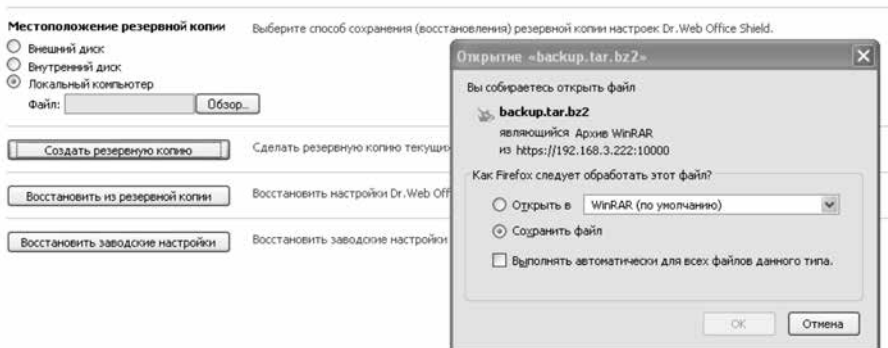 Местоположение резервной копии
Выберите способ сохранения (восстановления) резервной копии настроек Dr.Web Office Shield.
Внешний диск
Внутренний диск
Локальный компьютер
Файл:
Обзор...
Создать резервную копию
Сделать резервную копию текущих
Восстановить из резервной копии
Восстановить настройки Dr.Web Off
Восстановить заводские настройки
Восстановить заводские настройки
Открытие «backup.tar.bz2»
Вы собираетесь открыть файл
backup.tar.bz2
являющийся Архив WinRAR
из https://192.168.3.222:10000
Как Firefox следует обработать этот файл?
Открыть в WinRAR (по умолчанию)
Сохранить файл
Выполнять автоматически для всех файлов данного типа.
OK
Отмена